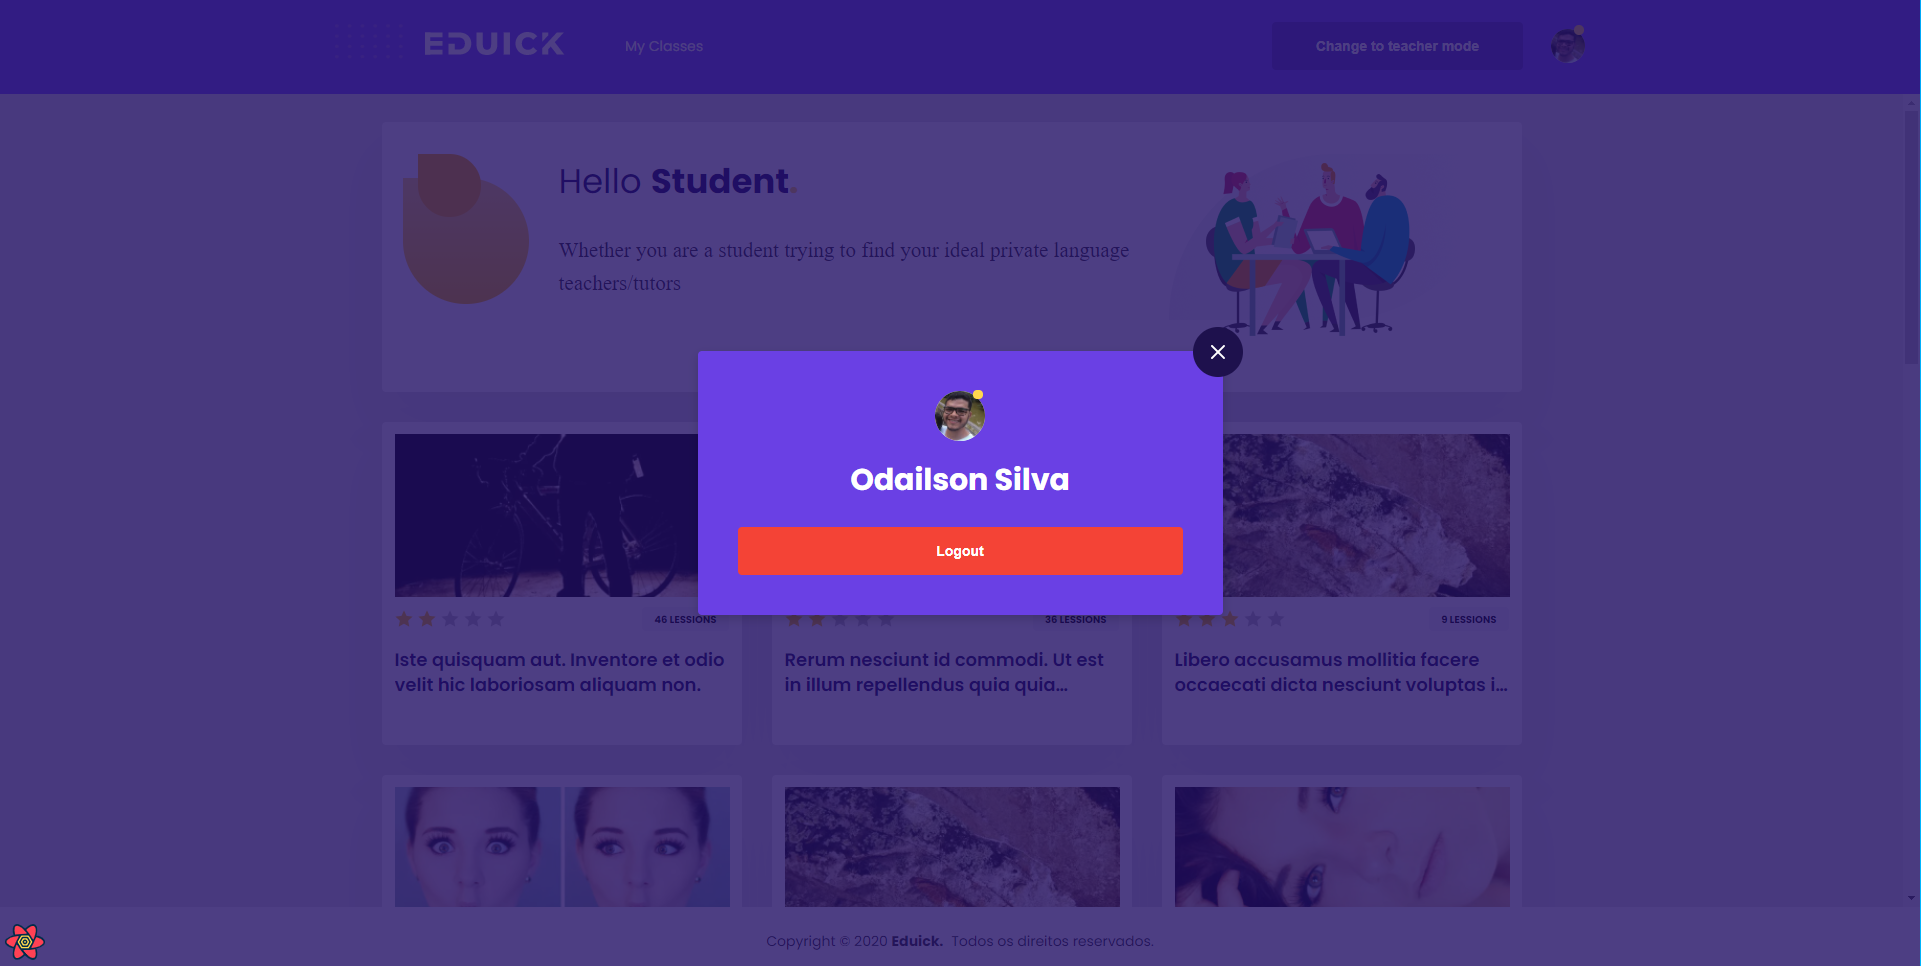 EDUICK
My Classes
Change to teacher mode
Hello Student.
Whether you are a student trying to find your ideal private language
teachers/tutors
Odailson Silva
Logout
46 LESSIONS
36 LESSIONS
9 LESSIONS
Iste quisquam aut. Inventore et odio
velit hic laboriosam aliquam non.
Rerum nesciunt id commodi. Ut est
in illum repellendus quia quia...
Libero accusamus mollitia facere
occaecati dicta nesciunt voluptas i...
Copyright © 2020 Eduick. Todos os direitos reservados.